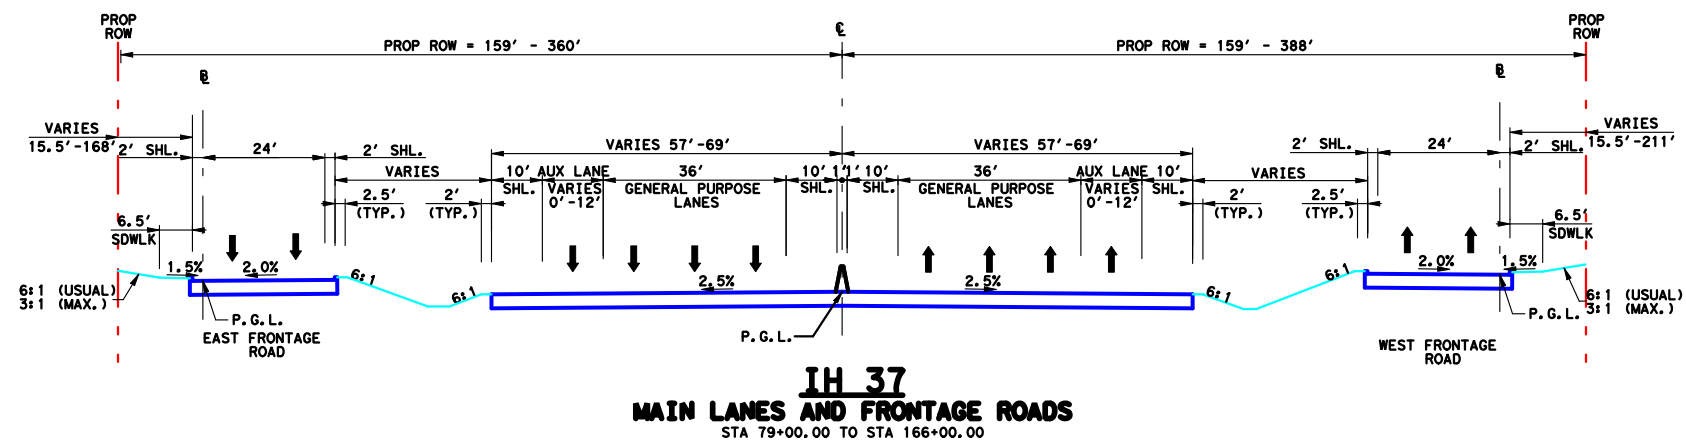 PROP
ROW
℄
PROP
ROW
PROP ROW = 159' - 360'
PROP ROW = 159' - 388'
B
B
VARIES
15.5'-168'
2' SHL.
24'
2' SHL.
VARIES 57'-69'
VARIES 57'-69'
2' SHL.
24'
2' SHL.
VARIES
15.5'-211'
VARIES
10'
SHL.
AUX LANE
VARIES
0'-12'
36'
GENERAL PURPOSE
LANES
10'
SHL.
1'
1'
10'
SHL.
36'
GENERAL PURPOSE
LANES
AUX LANE
VARIES
0'-12'
10'
SHL.
VARIES
2.5'
(TYP.)
2'
(TYP.)
2'
(TYP.)
2.5'
(TYP.)
6.5'
SDWLK
6.5'
SDWLK
1.5%
2.0%
6:1
6:1
2.5%
2.5%
6:1
6:1
2.0%
1.5%
6:1 (USUAL)
3:1 (MAX.)
6:1 (USUAL)
3:1 (MAX.)
P.G.L.
P.G.L.
P.G.L.
EAST FRONTAGE
ROAD
WEST FRONTAGE
ROAD
IH 37
MAIN LANES AND FRONTAGE ROADS
STA 79+00.00 TO STA 166+00.00